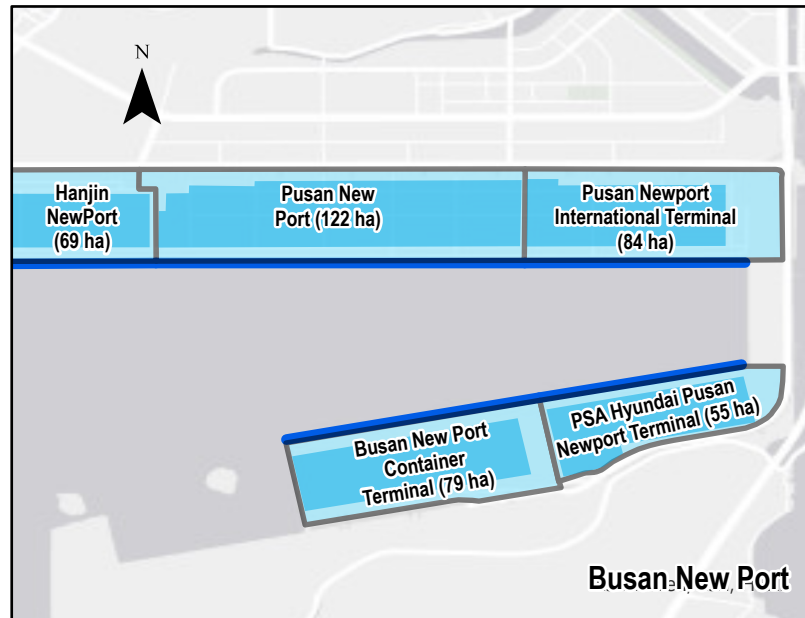 N
Hanjin
NewPort
(69 ha)
Pusan New
Port (122 ha)
Pusan Newport
International Terminal
(84 ha)
Busan New Port
Container
Terminal (79 ha)
PSA Hyundai Pusan
Newport Terminal (55 ha)
Busan New Port